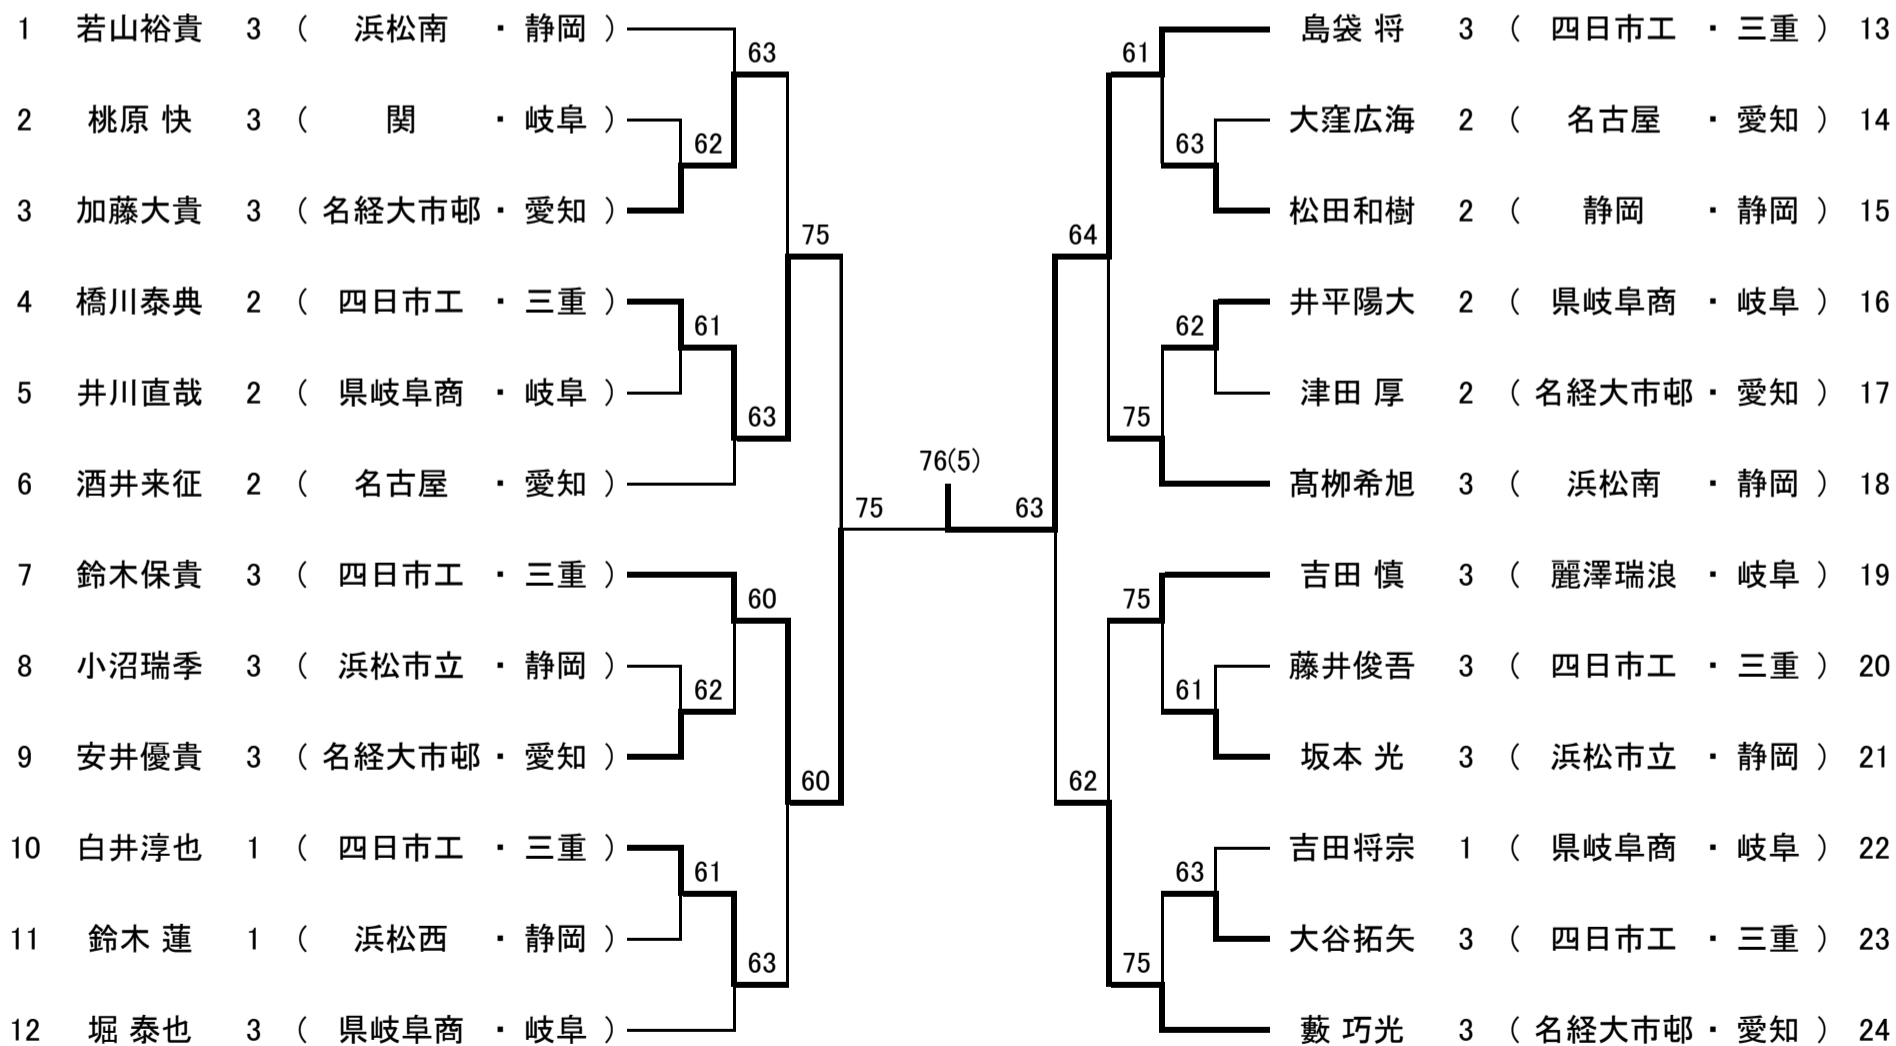 1 若山裕貴 3 ( 浜松南 ・ 静岡 ) 島袋 将 3 ( 四日市工 ・ 三重 ) 13
63 61
2 桃原 快 3 ( 関 ・ 岐阜 ) 大窪広海 2 ( 名古屋 ・ 愛知 ) 14
62 63
3 加藤大貴 3 ( 名経大市邨 ・ 愛知 ) 松田和樹 2 ( 静岡 ・ 静岡 ) 15
75 64
4 橋川泰典 2 ( 四日市工 ・ 三重 ) 井平陽大 2 ( 県岐阜商 ・ 岐阜 ) 16
61 62
5 井川直哉 2 ( 県岐阜商 ・ 岐阜 ) 津田 厚 2 ( 名経大市邨 ・ 愛知 ) 17
63 75
76(5)
6 酒井来征 2 ( 名古屋 ・ 愛知 ) 髙栁希旭 3 ( 浜松南 ・ 静岡 ) 18
75 63
7 鈴木保貴 3 ( 四日市工 ・ 三重 ) 吉田 慎 3 ( 麗澤瑞浪 ・ 岐阜 ) 19
60 75
8 小沼瑞季 3 ( 浜松市立 ・ 静岡 ) 藤井俊吾 3 ( 四日市工 ・ 三重 ) 20
62 61
9 安井優貴 3 ( 名経大市邨 ・ 愛知 ) 坂本 光 3 ( 浜松市立 ・ 静岡 ) 21
60 62
10 白井淳也 1 ( 四日市工 ・ 三重 ) 吉田将宗 1 ( 県岐阜商 ・ 岐阜 ) 22
61 63
11 鈴木 蓮 1 ( 浜松西 ・ 静岡 ) 大谷拓矢 3 ( 四日市工 ・ 三重 ) 23
63 75
12 堀 泰也 3 ( 県岐阜商 ・ 岐阜 ) 藪 巧光 3 ( 名経大市邨 ・ 愛知 ) 24